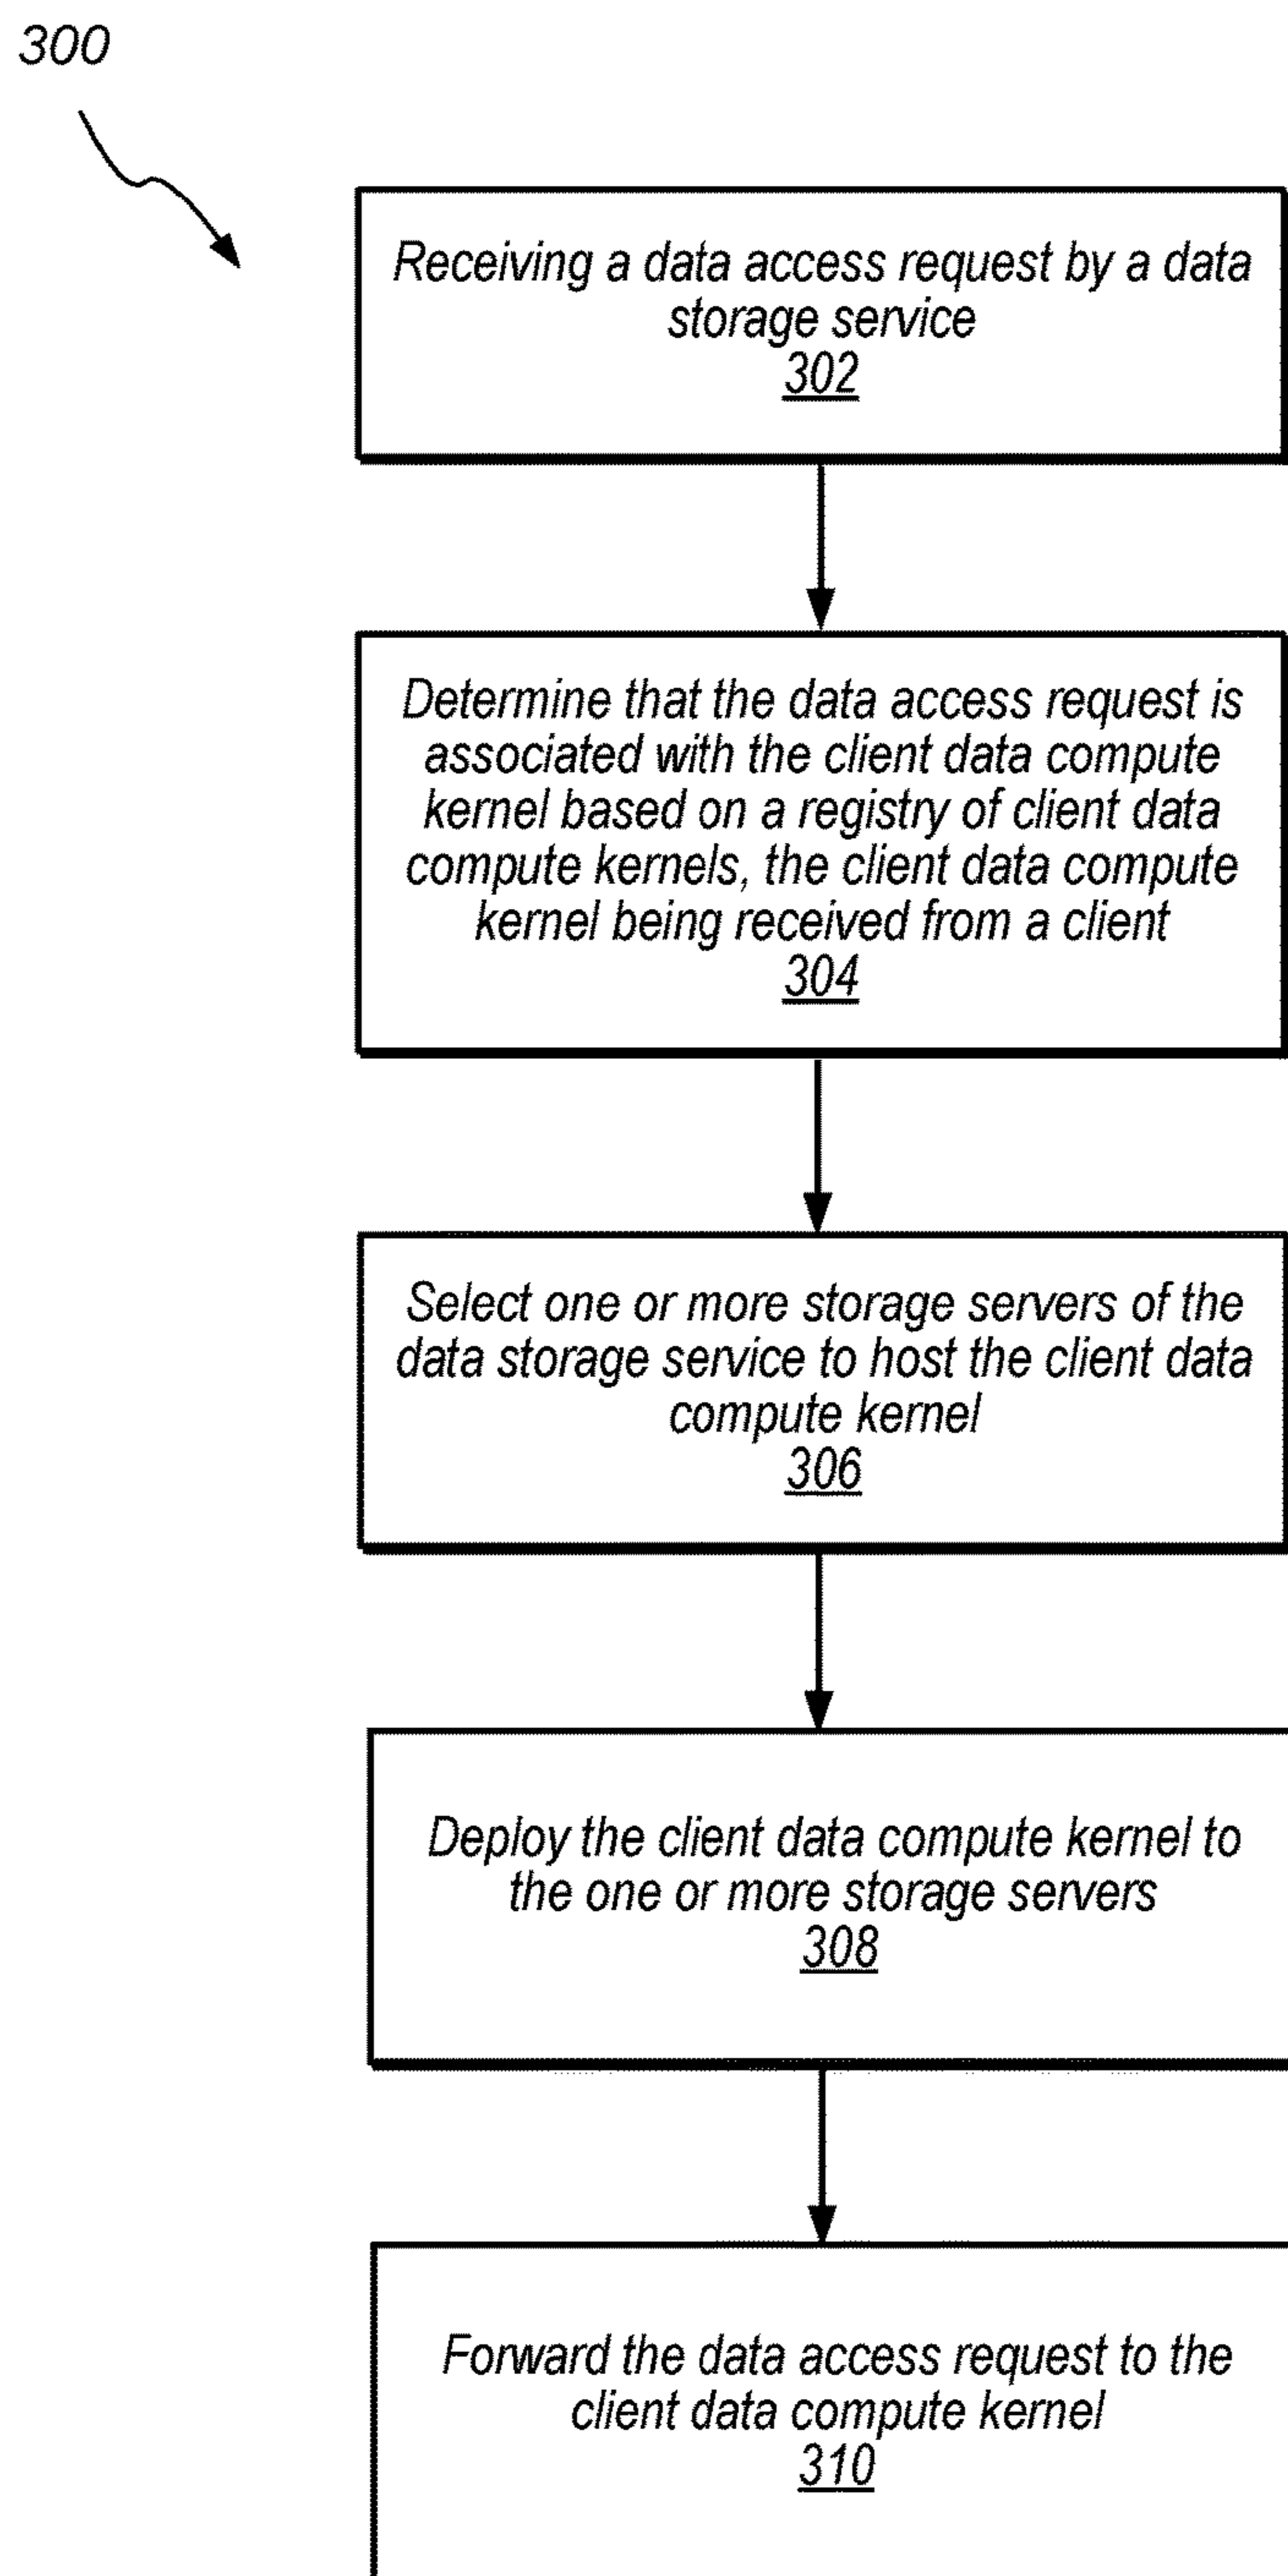 300
Receiving a data access request by a data
storage service
302
Determine that the data access request is
associated with the client data compute
kernel based on a registry of client data
compute kernels, the client data compute
kernel being received from a client
304
Select one or more storage servers of the
data storage service to host the client data
compute kernel
306
Deploy the client data compute kernel to
the one or more storage servers
308
Forward the data access request to the
client data compute kernel
310